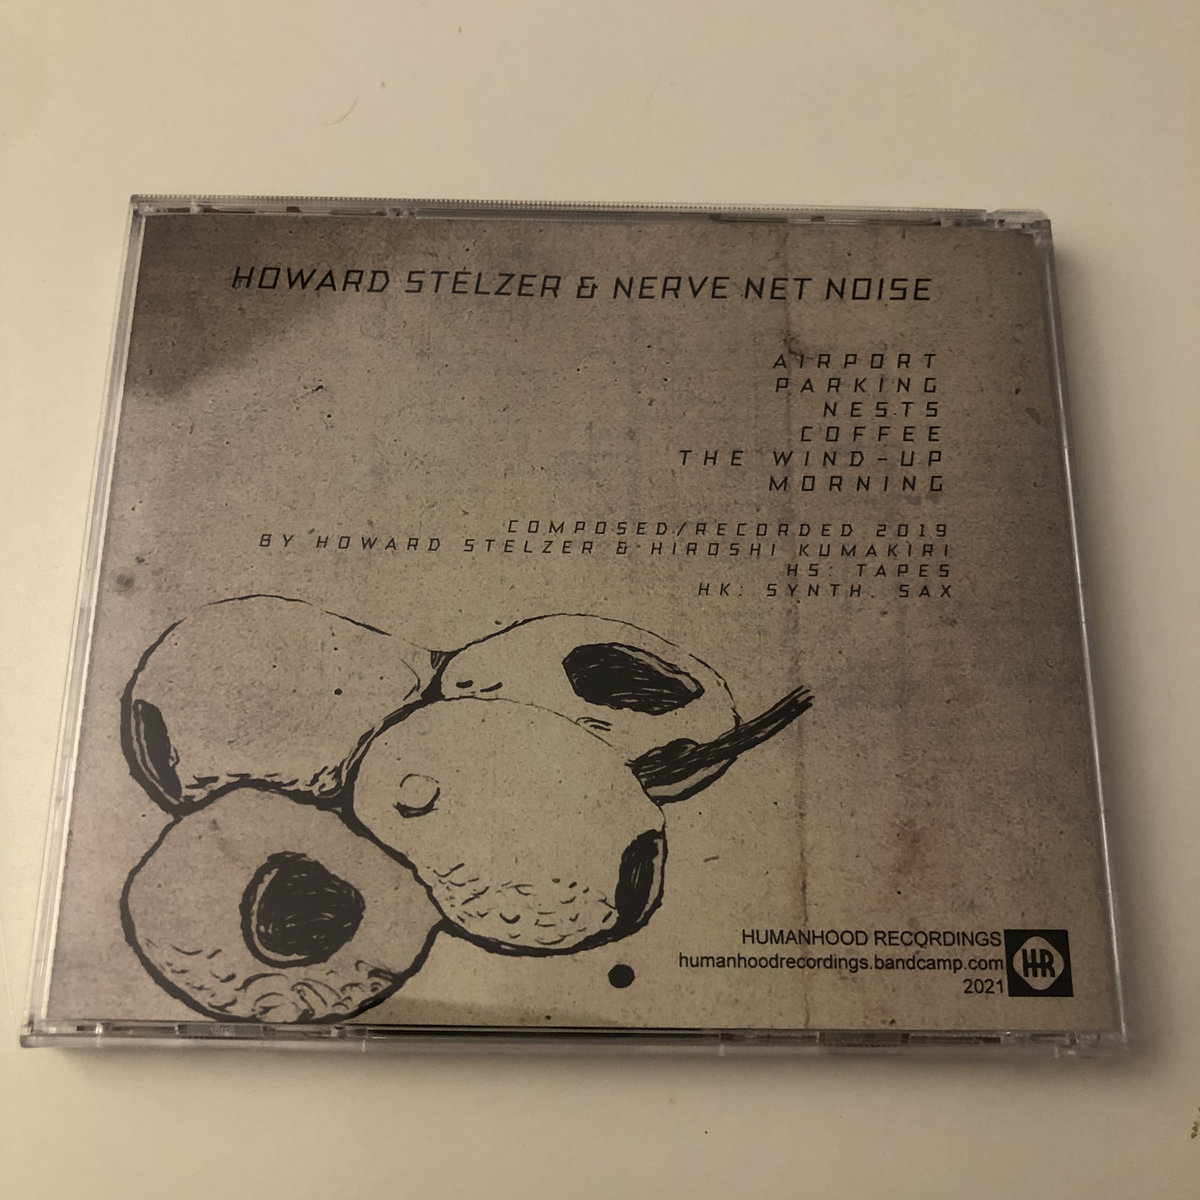 HOWARD STELZER & NERVE NET NOISE
AIRPORT
PARKING
NESTS
COFFEE
THE WIND-UP
MORNING
COMPOSED/RECORDED 2019
BY HOWARD STELZER & HIROSHI KUMAKIRI
HS: TAPES
HK: SYNTH, SAX
HUMANHOOD RECORDINGS
humanhoodrecordings.bandcamp.com
2021
HR